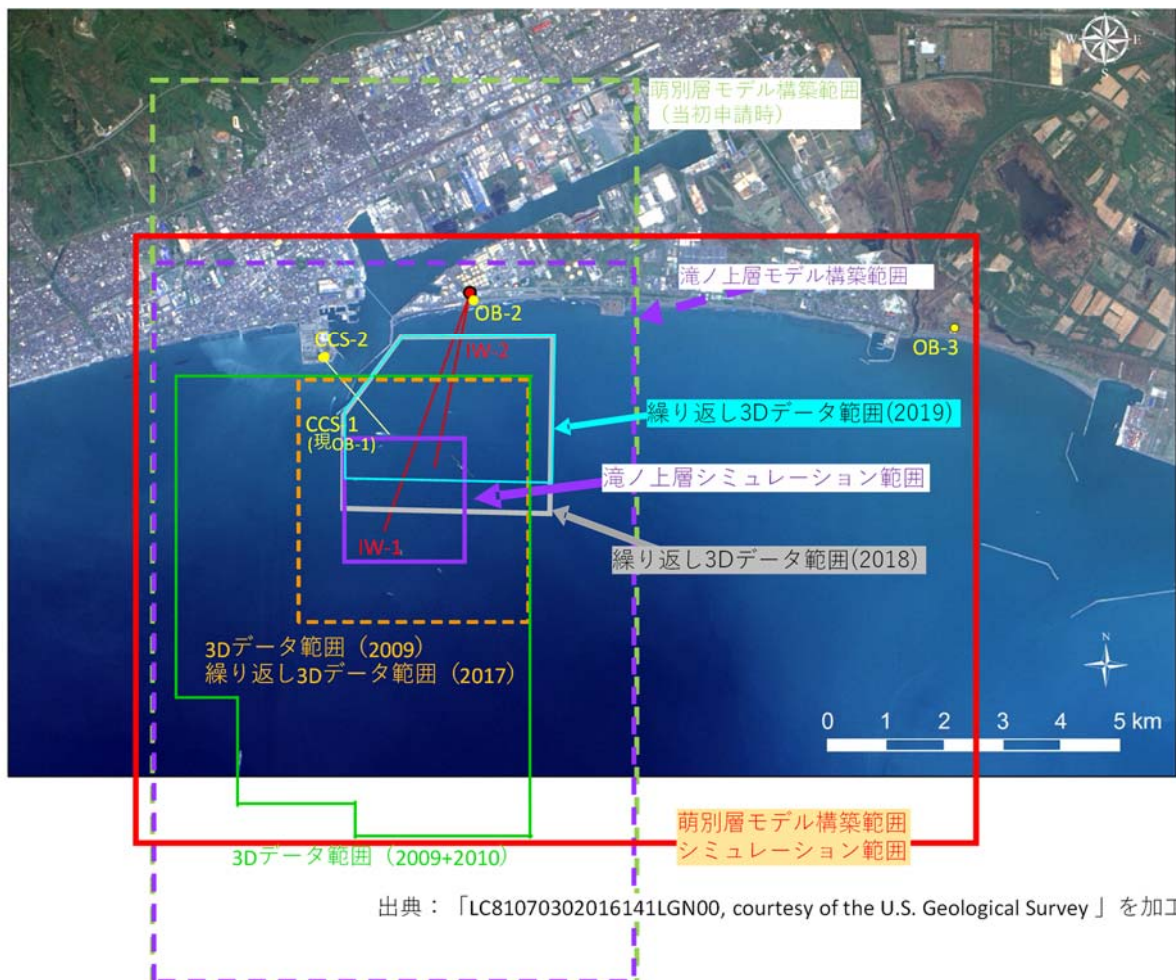 W
E
S
萌別層モデル構築範囲
(当初申請時)
滝ノ上層モデル構築範囲
OB-2
OB-3
CCS-2
IW-2
繰り返し3Dデータ範囲(2019)
CCS-1
(現OB-1)
滝ノ上層シミュレーション範囲
IW-1
繰り返し3Dデータ範囲(2018)
3Dデータ範囲（2009）
繰り返し3Dデータ範囲（2017）
N
0 1 2 3 4 5 km
萌別層モデル構築範囲
シミュレーション範囲
3Dデータ範囲（2009+2010）
出典：「LC81070302016141LGN00, courtesy of the U.S. Geological Survey 」を加工